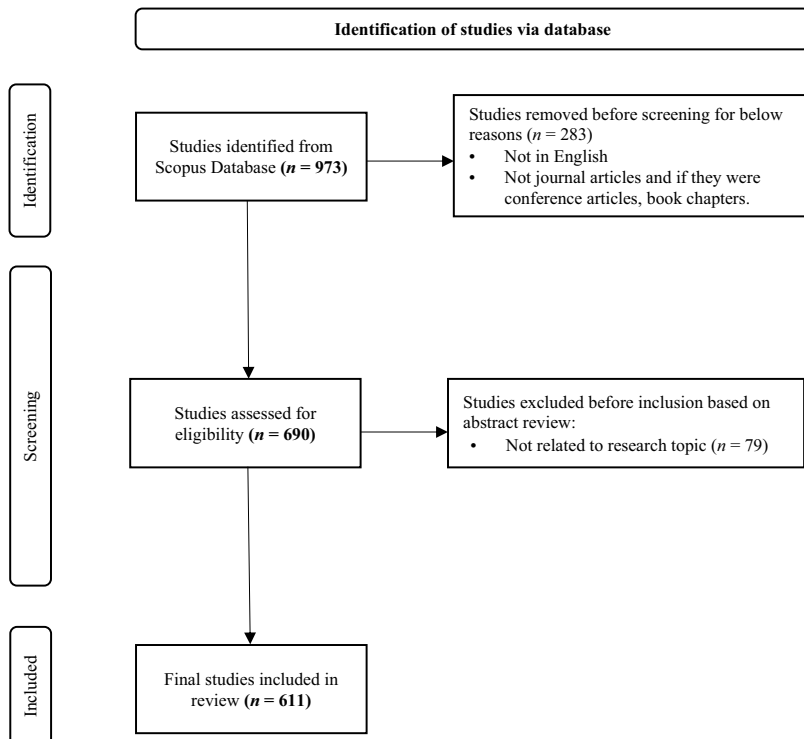 Identification of studies via database
Identification
Studies identified from
Scopus Database (n = 973)
Studies removed before screening for below
reasons (n = 283)
• Not in English
• Not journal articles and if they were
conference articles, book chapters.
Screening
Studies assessed for
eligibility (n = 690)
Studies excluded before inclusion based on
abstract review:
• Not related to research topic (n = 79)
Included
Final studies included in
review (n = 611)